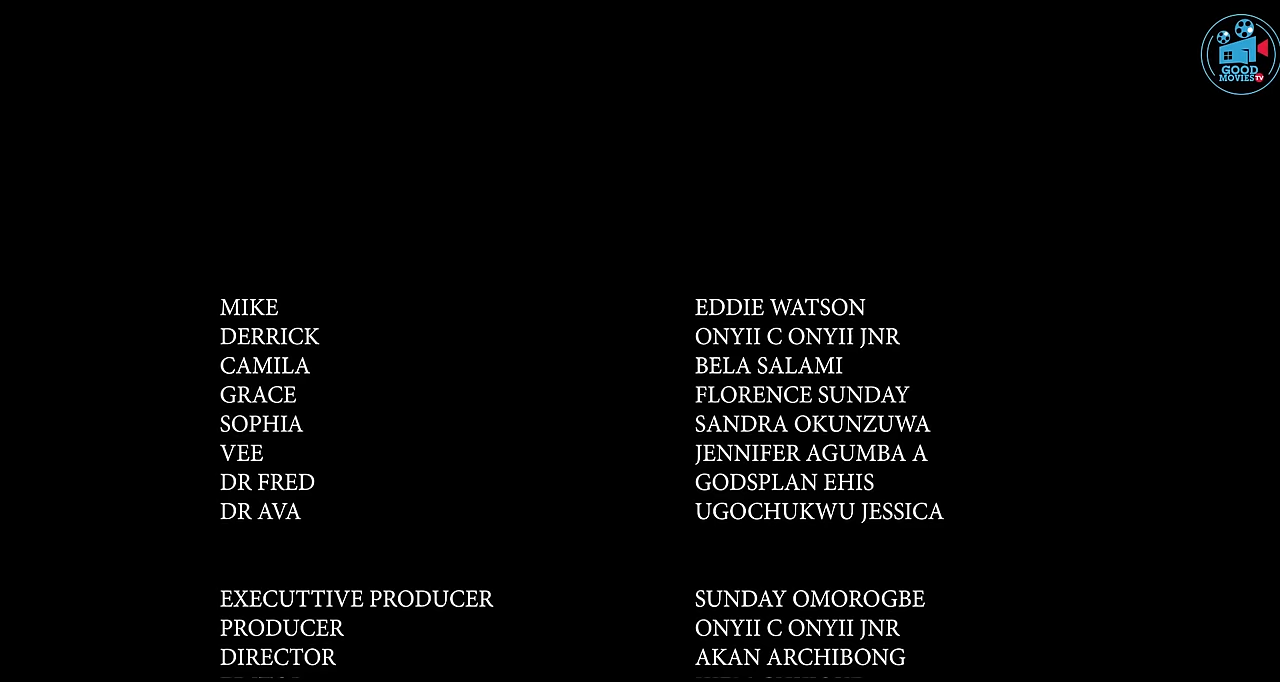 GOOD
MOVIES TV
MIKE EDDIE WATSON
DERRICK ONYII C ONYII JNR
CAMILA BELA SALAMI
GRACE FLORENCE SUNDAY
SOPHIA SANDRA OKUNZUWA
VEE JENNIFER AGUMBA A
DR FRED GODSPLAN EHIS
DR AVA UGOCHUKWU JESSICA
EXECUTTIVE PRODUCER SUNDAY OMOROGBE
PRODUCER ONYII C ONYII JNR
DIRECTOR AKAN ARCHIBONG